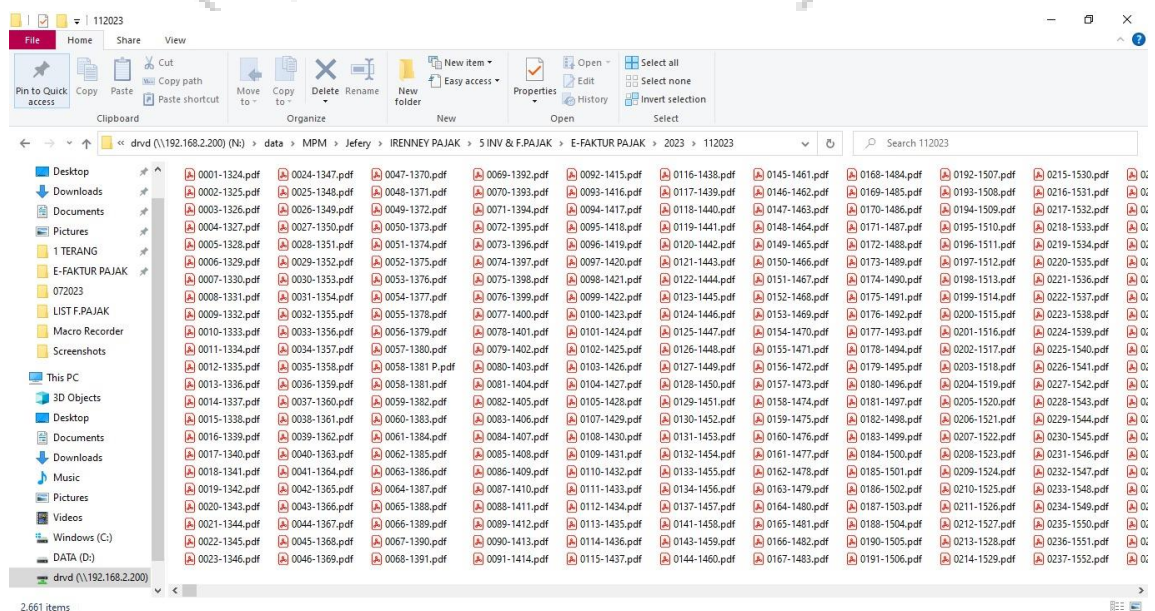 112023
File Home Share View
Pin to Quick access
Copy
Paste
Cut
Copy path
Paste shortcut
Clipboard
Move to
Copy to
Delete
Rename
Organize
New folder
New item
Easy access
New
Properties
Open
Edit
History
Open
Select all
Select none
Invert selection
Select
« drvd (\\192.168.2.200) (N:) > data > MPM > Jefery > IRENNEY PAJAK > 5 INV & F.PAJAK > E-FAKTUR PAJAK > 2023 > 112023
Search 112023
Desktop
Downloads
Documents
Pictures
1 TERANG
E-FAKTUR PAJAK
072023
LIST F.PAJAK
Macro Recorder
Screenshots
This PC
3D Objects
Desktop
Documents
Downloads
Music
Pictures
Videos
Windows (C:)
DATA (D:)
drvd (\\192.168.2.200)
0001-1324.pdf
0002-1325.pdf
0003-1326.pdf
0004-1327.pdf
0005-1328.pdf
0006-1329.pdf
0007-1330.pdf
0008-1331.pdf
0009-1332.pdf
0010-1333.pdf
0011-1334.pdf
0012-1335.pdf
0013-1336.pdf
0014-1337.pdf
0015-1338.pdf
0016-1339.pdf
0017-1340.pdf
0018-1341.pdf
0019-1342.pdf
0020-1343.pdf
0021-1344.pdf
0022-1345.pdf
0023-1346.pdf
0024-1347.pdf
0025-1348.pdf
0026-1349.pdf
0027-1350.pdf
0028-1351.pdf
0029-1352.pdf
0030-1353.pdf
0031-1354.pdf
0032-1355.pdf
0033-1356.pdf
0034-1357.pdf
0035-1358.pdf
0036-1359.pdf
0037-1360.pdf
0038-1361.pdf
0039-1362.pdf
0040-1363.pdf
0041-1364.pdf
0042-1365.pdf
0043-1366.pdf
0044-1367.pdf
0045-1368.pdf
0046-1369.pdf
0047-1370.pdf
0048-1371.pdf
0049-1372.pdf
0050-1373.pdf
0051-1374.pdf
0052-1375.pdf
0053-1376.pdf
0054-1377.pdf
0055-1378.pdf
0056-1379.pdf
0057-1380.pdf
0058-1381 P.pdf
0058-1381.pdf
0059-1382.pdf
0060-1383.pdf
0061-1384.pdf
0062-1385.pdf
0063-1386.pdf
0064-1387.pdf
0065-1388.pdf
0066-1389.pdf
0067-1390.pdf
0068-1391.pdf
0069-1392.pdf
0070-1393.pdf
0071-1394.pdf
0072-1395.pdf
0073-1396.pdf
0074-1397.pdf
0075-1398.pdf
0076-1399.pdf
0077-1400.pdf
0078-1401.pdf
0079-1402.pdf
0080-1403.pdf
0081-1404.pdf
0082-1405.pdf
0083-1406.pdf
0084-1407.pdf
0085-1408.pdf
0086-1409.pdf
0087-1410.pdf
0088-1411.pdf
0089-1412.pdf
0090-1413.pdf
0091-1414.pdf
0092-1415.pdf
0093-1416.pdf
0094-1417.pdf
0095-1418.pdf
0096-1419.pdf
0097-1420.pdf
0098-1421.pdf
0099-1422.pdf
0100-1423.pdf
0101-1424.pdf
0102-1425.pdf
0103-1426.pdf
0104-1427.pdf
0105-1428.pdf
0107-1429.pdf
0108-1430.pdf
0109-1431.pdf
0110-1432.pdf
0111-1433.pdf
0112-1434.pdf
0113-1435.pdf
0114-1436.pdf
0115-1437.pdf
0116-1438.pdf
0117-1439.pdf
0118-1440.pdf
0119-1441.pdf
0120-1442.pdf
0121-1443.pdf
0122-1444.pdf
0123-1445.pdf
0124-1446.pdf
0125-1447.pdf
0126-1448.pdf
0127-1449.pdf
0128-1450.pdf
0129-1451.pdf
0130-1452.pdf
0131-1453.pdf
0132-1454.pdf
0133-1455.pdf
0134-1456.pdf
0137-1457.pdf
0141-1458.pdf
0143-1459.pdf
0144-1460.pdf
0145-1461.pdf
0146-1462.pdf
0147-1463.pdf
0148-1464.pdf
0149-1465.pdf
0150-1466.pdf
0151-1467.pdf
0152-1468.pdf
0153-1469.pdf
0154-1470.pdf
0155-1471.pdf
0156-1472.pdf
0157-1473.pdf
0158-1474.pdf
0159-1475.pdf
0160-1476.pdf
0161-1477.pdf
0162-1478.pdf
0163-1479.pdf
0164-1480.pdf
0165-1481.pdf
0166-1482.pdf
0167-1483.pdf
0168-1484.pdf
0169-1485.pdf
0170-1486.pdf
0171-1487.pdf
0172-1488.pdf
0173-1489.pdf
0174-1490.pdf
0175-1491.pdf
0176-1492.pdf
0177-1493.pdf
0178-1494.pdf
0179-1495.pdf
0180-1496.pdf
0181-1497.pdf
0182-1498.pdf
0183-1499.pdf
0184-1500.pdf
0185-1501.pdf
0186-1502.pdf
0187-1503.pdf
0188-1504.pdf
0190-1505.pdf
0191-1506.pdf
0192-1507.pdf
0193-1508.pdf
0194-1509.pdf
0195-1510.pdf
0196-1511.pdf
0197-1512.pdf
0198-1513.pdf
0199-1514.pdf
0200-1515.pdf
0201-1516.pdf
0202-1517.pdf
0203-1518.pdf
0204-1519.pdf
0205-1520.pdf
0206-1521.pdf
0207-1522.pdf
0208-1523.pdf
0209-1524.pdf
0210-1525.pdf
0211-1526.pdf
0212-1527.pdf
0213-1528.pdf
0214-1529.pdf
0215-1530.pdf
0216-1531.pdf
0217-1532.pdf
0218-1533.pdf
0219-1534.pdf
0220-1535.pdf
0221-1536.pdf
0222-1537.pdf
0223-1538.pdf
0224-1539.pdf
0225-1540.pdf
0226-1541.pdf
0227-1542.pdf
0228-1543.pdf
0229-1544.pdf
0230-1545.pdf
0231-1546.pdf
0232-1547.pdf
0233-1548.pdf
0234-1549.pdf
0235-1550.pdf
0236-1551.pdf
0237-1552.pdf
2.661 items